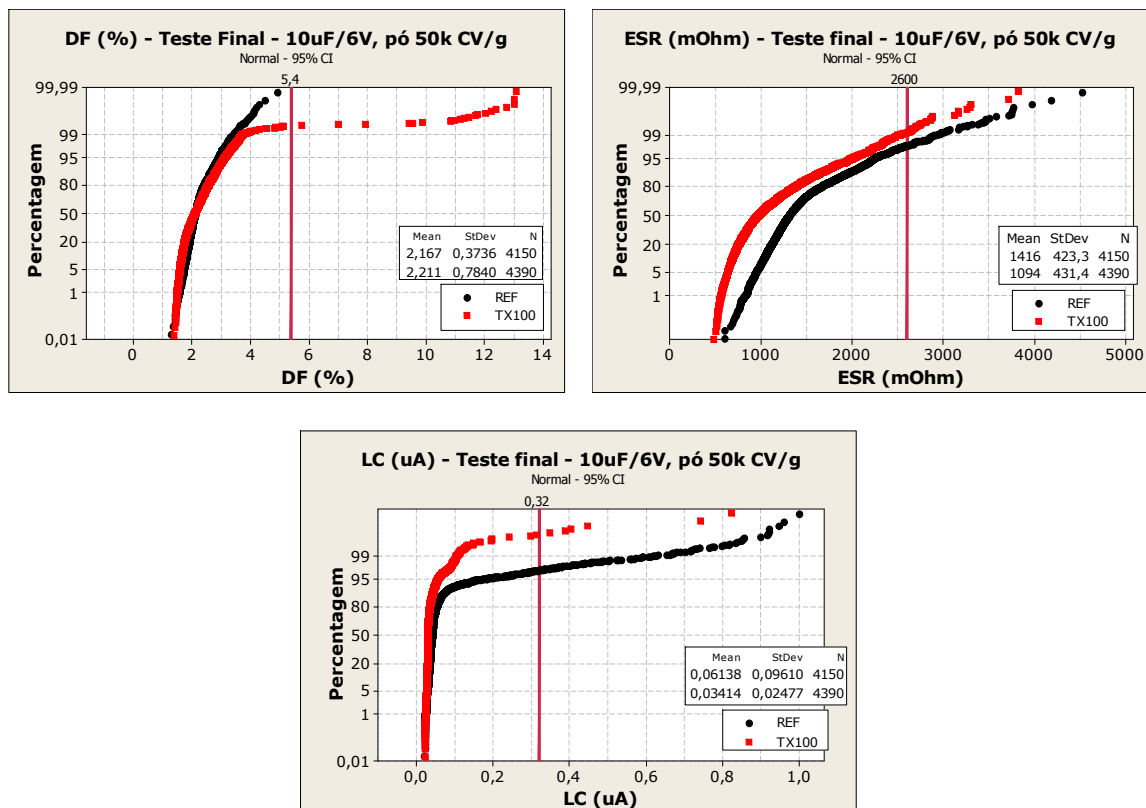 DF (%) - Teste Final - 10uF/6V, pó 50k CV/g
Normal - 95% CI
5,4
99,99
99
95
80
50
20
5
1
0,01
Percentagem
Mean StDev N
2,167 0,3736 4150
2,211 0,7840 4390
REF
TX100
0 2 4 6 8 10 12 14
DF (%)
ESR (mOhm) - Teste final - 10uF/6V, pó 50k CV/g
Normal - 95% CI
2600
99,99
99
95
80
50
20
5
1
0,01
Percentagem
Mean StDev N
1416 423,3 4150
1094 431,4 4390
REF
TX100
0 1000 2000 3000 4000 5000
ESR (mOhm)
LC (uA) - Teste final - 10uF/6V, pó 50k CV/g
Normal - 95% CI
0,32
99
95
80
50
20
5
1
0,01
Percentagem
Mean StDev N
0,06138 0,09610 4150
0,03414 0,02477 4390
REF
TX100
0,0 0,2 0,4 0,6 0,8 1,0
LC (uA)